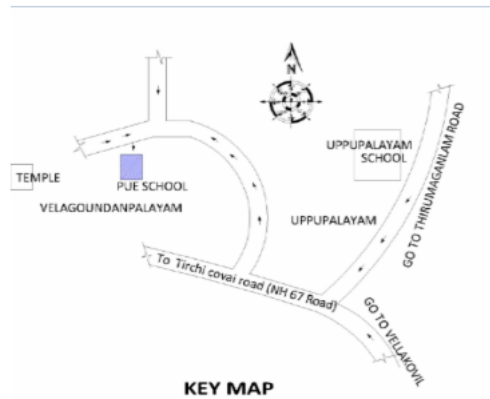 N
UPPUPALAYAM
SCHOOL
TEMPLE
PUE SCHOOL
VELAGOUNDANPALAYAM
UPPUPALAYAM
GO TO THIRUMAGANLAM ROAD
To Tirchi covai road (NH 67 Road)
GO TO VELLAKOVIL
KEY MAP